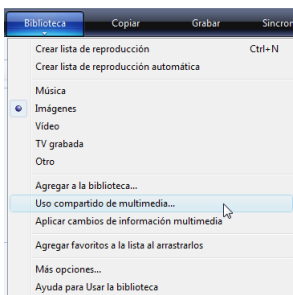 Biblioteca Copiar Grabar Sincron
Crear lista de reproducción Ctrl+N
Crear lista de reproducción automática
Música
Imágenes
Vídeo
TV grabada
Otro
Agregar a la biblioteca...
Uso compartido de multimedia...
Aplicar cambios de información multimedia
Agregar favoritos a la lista al arrastrarlos
Más opciones...
Ayuda para Usar la biblioteca